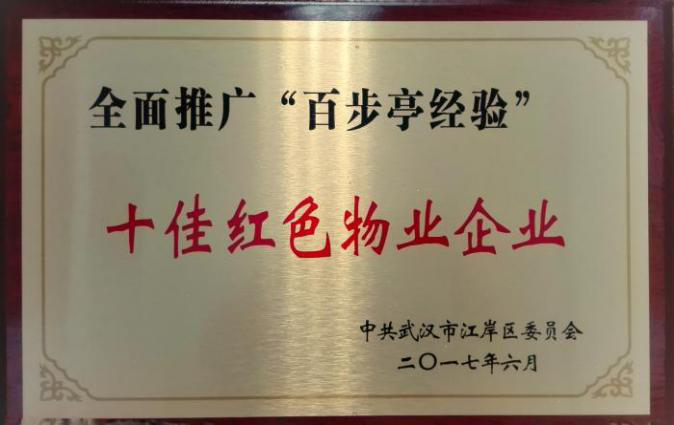 全面推广“百步亭经验”
十佳红色物业企业
中共武汉市江岸区委员会
二〇一七年六月